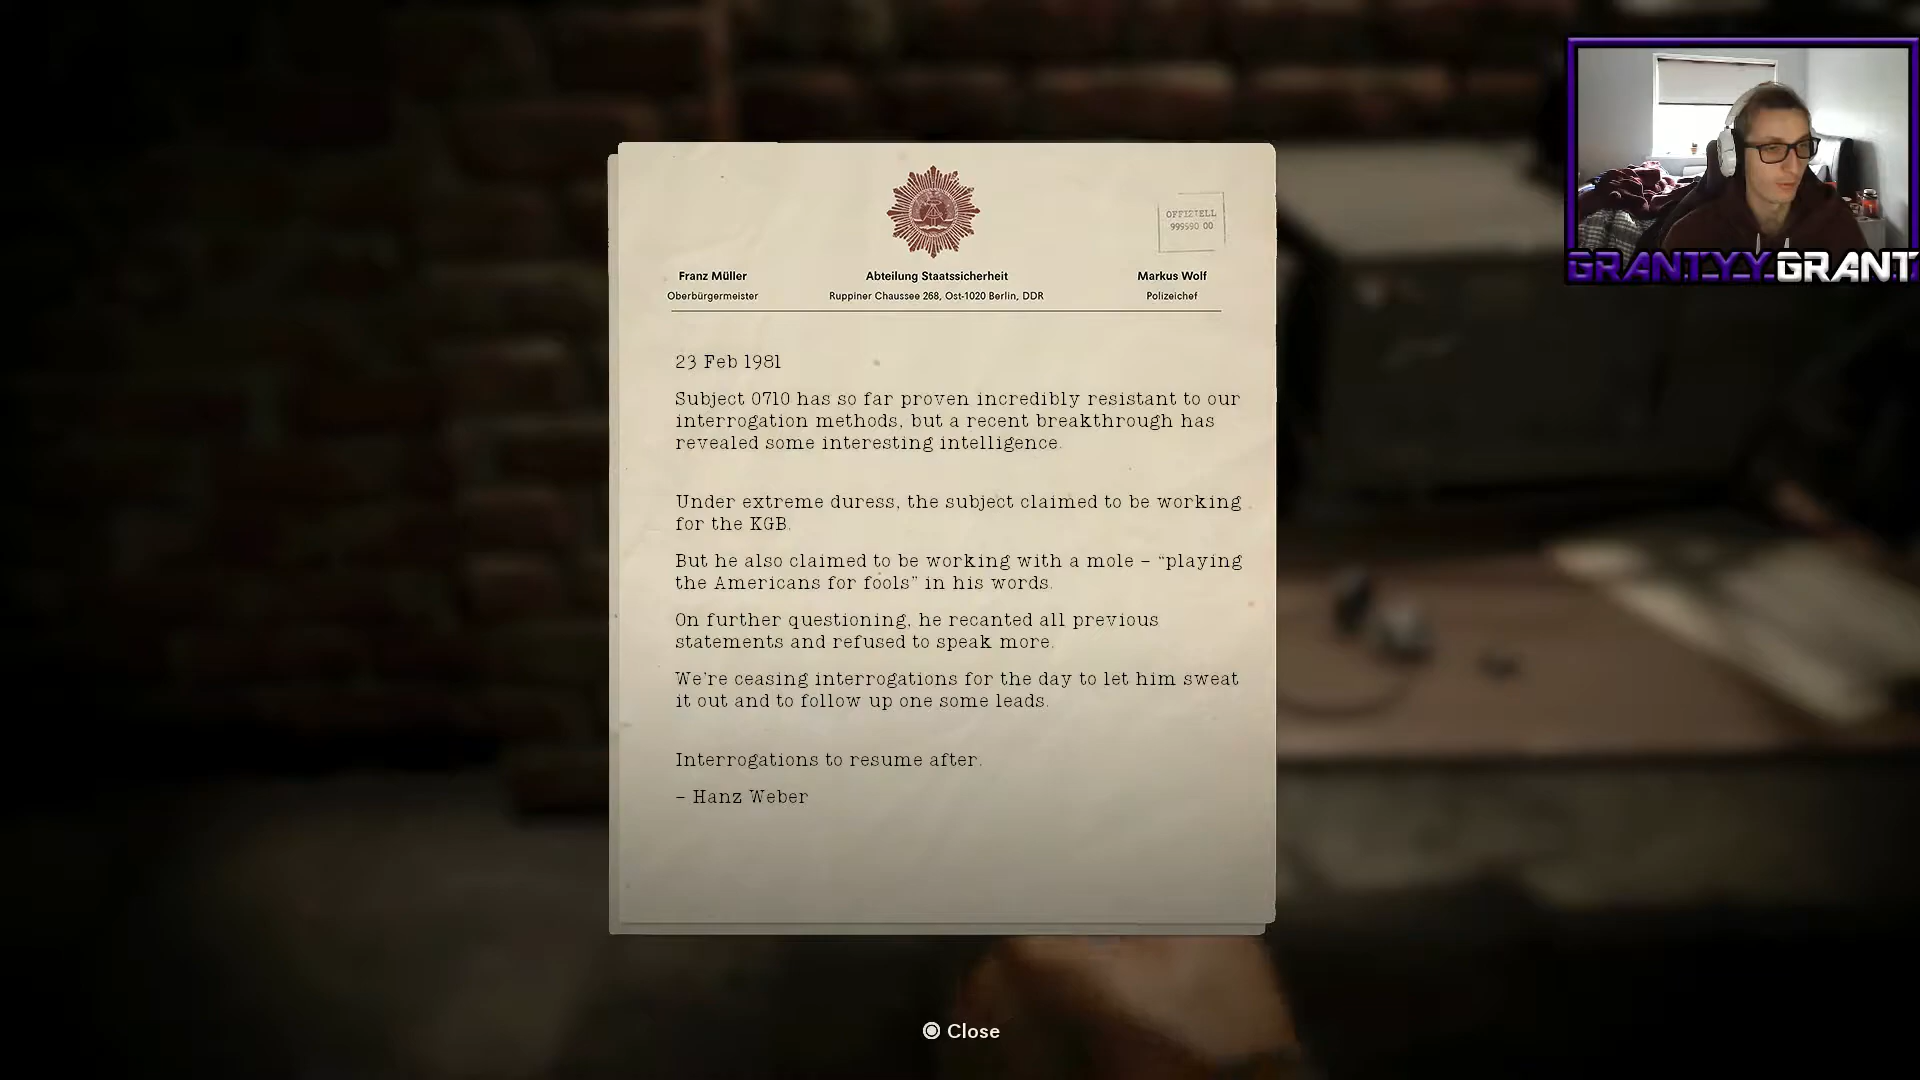 OFFIZIELL
999590 00
Franz Müller
Abteilung Staatssicherheit
Markus Wolf
Oberbürgermeister
Ruppiner Chaussee 268, Ost-1020 Berlin, DDR
Polizeichef
23 Feb 1981
Subject 0710 has so far proven incredibly resistant to our
interrogation methods, but a recent breakthrough has
revealed some interesting intelligence.
Under extreme duress, the subject claimed to be working
for the KGB.
But he also claimed to be working with a mole – “playing
the Americans for fools” in his words.
On further questioning, he recanted all previous
statements and refused to speak more.
We're ceasing interrogations for the day to let him sweat
it out and to follow up one some leads.
Interrogations to resume after.
– Hanz Weber
Close
GRANTYYGRANT